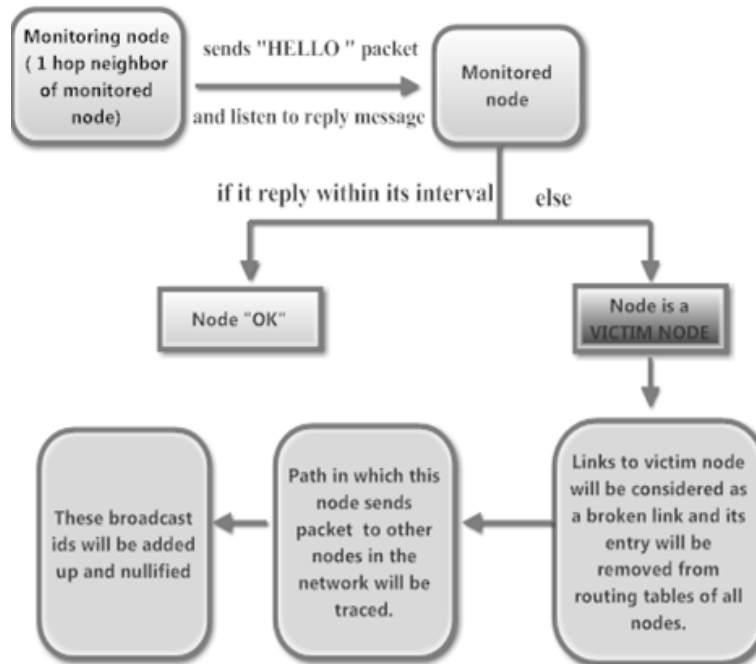 Monitoring node
( 1 hop neighbor
of monitored
node)
sends "HELLO " packet
and listen to reply message
Monitored
node
if it reply within its interval
else
Node "OK"
Node is a
VICTIM NODE
Links to victim node
will be considered as
a broken link and its
entry will be
removed from
routing tables of all
nodes.
Path in which this
node sends
packet to other
nodes in the
network will be
traced.
These broadcast
ids will be added
up and nullified